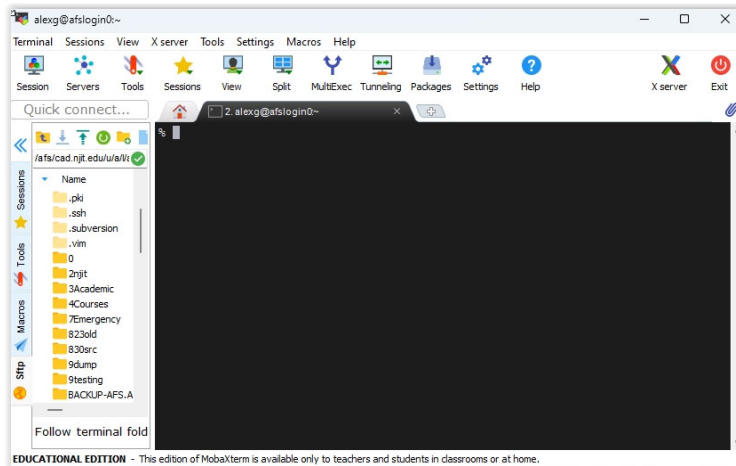 alexg@afslogin0:~
Terminal Sessions View X server Tools Settings Macros Help
Session Servers Tools Sessions View Split MultiExec Tunneling Packages Settings Help X server Exit
Quick connect...
2. alexg@afslogin0:~
%
/afs/cad.njit.edu/u/a/l/
Name
.pki
.ssh
.subversion
.vim
0
2njit
3Academic
4Courses
7Emergency
823old
830src
9dump
9testing
BACKUP-AFS.A
Sessions
Tools
Macros
Sftp
Follow terminal fold
EDUCATIONAL EDITION - This edition of MobaXterm is available only to teachers and students in classrooms or at home.